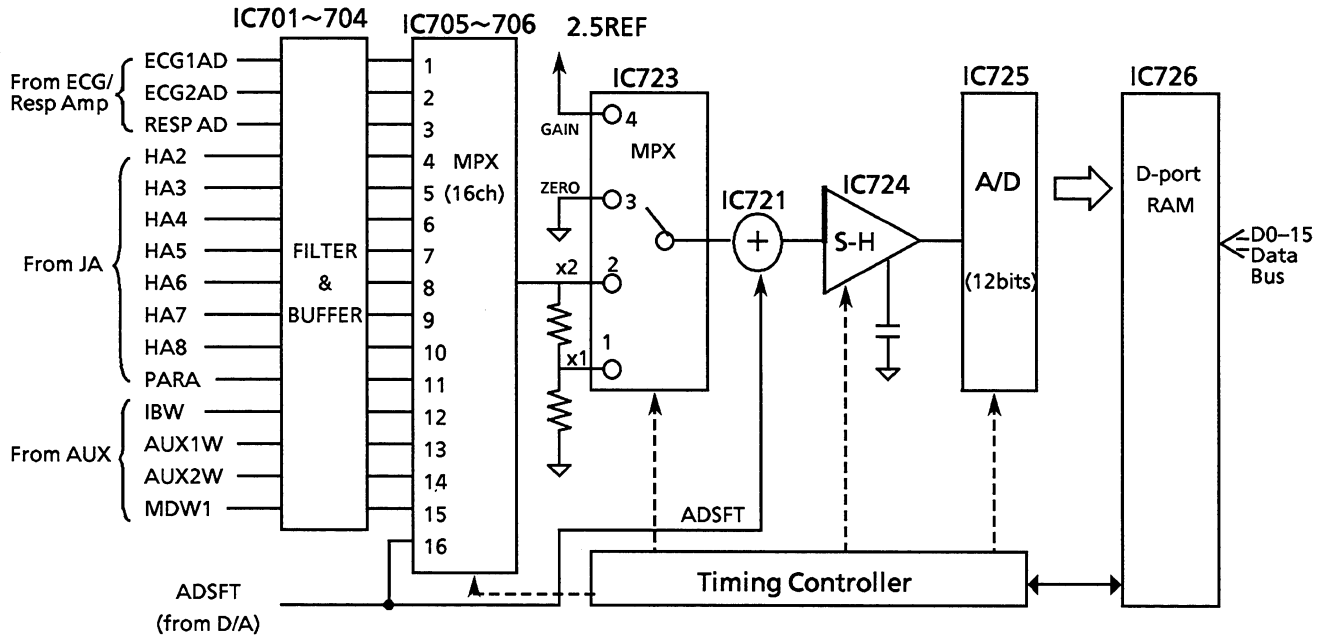 IC701~704
IC705~706
2.5REF
IC723
IC725
IC726
From ECG/
Resp Amp
ECG1AD
ECG2AD
RESP AD
From JA
HA2
HA3
HA4
HA5
HA6
HA7
HA8
PARA
From AUX
IBW
AUX1W
AUX2W
MDW1
FILTER
&
BUFFER
1
2
3
4
5
6
7
8
9
10
11
12
13
14
15
16
MPX
(16ch)
GAIN
4
MPX
ZERO
3
x2
2
x1
1
IC721
+
IC724
S-H
A/D
(12bits)
D-port
RAM
D0-15
Data
Bus
ADSFT
ADSFT
(from D/A)
Timing Controller